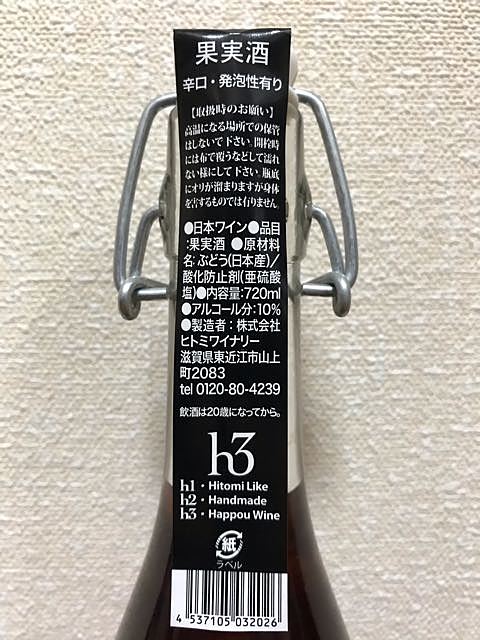 果実酒
辛口・発泡性有り
【取扱時のお願い】
高温になる場所での保管
はしないで下さい。開栓時
には布で覆うなどして濡れ
ない様にして下さい。瓶底
にオリが溜まりますが身体
を害するものでは有りません。
●日本ワイン●品目
:果実酒 ●原材料
名:ぶどう(日本産)/
酸化防止剤(亜硫酸
塩)●内容量:720ml
●アルコール分:10%
●製造者:株式会社
ヒトミワイナリー
滋賀県東近江市山上
町2083
tel 0120-80-4239
飲酒は20歳になってから。
h3
h1・Hitomi Like
h2・Handmade
h3・Happou Wine
紙
ラベル
4 537105 032026